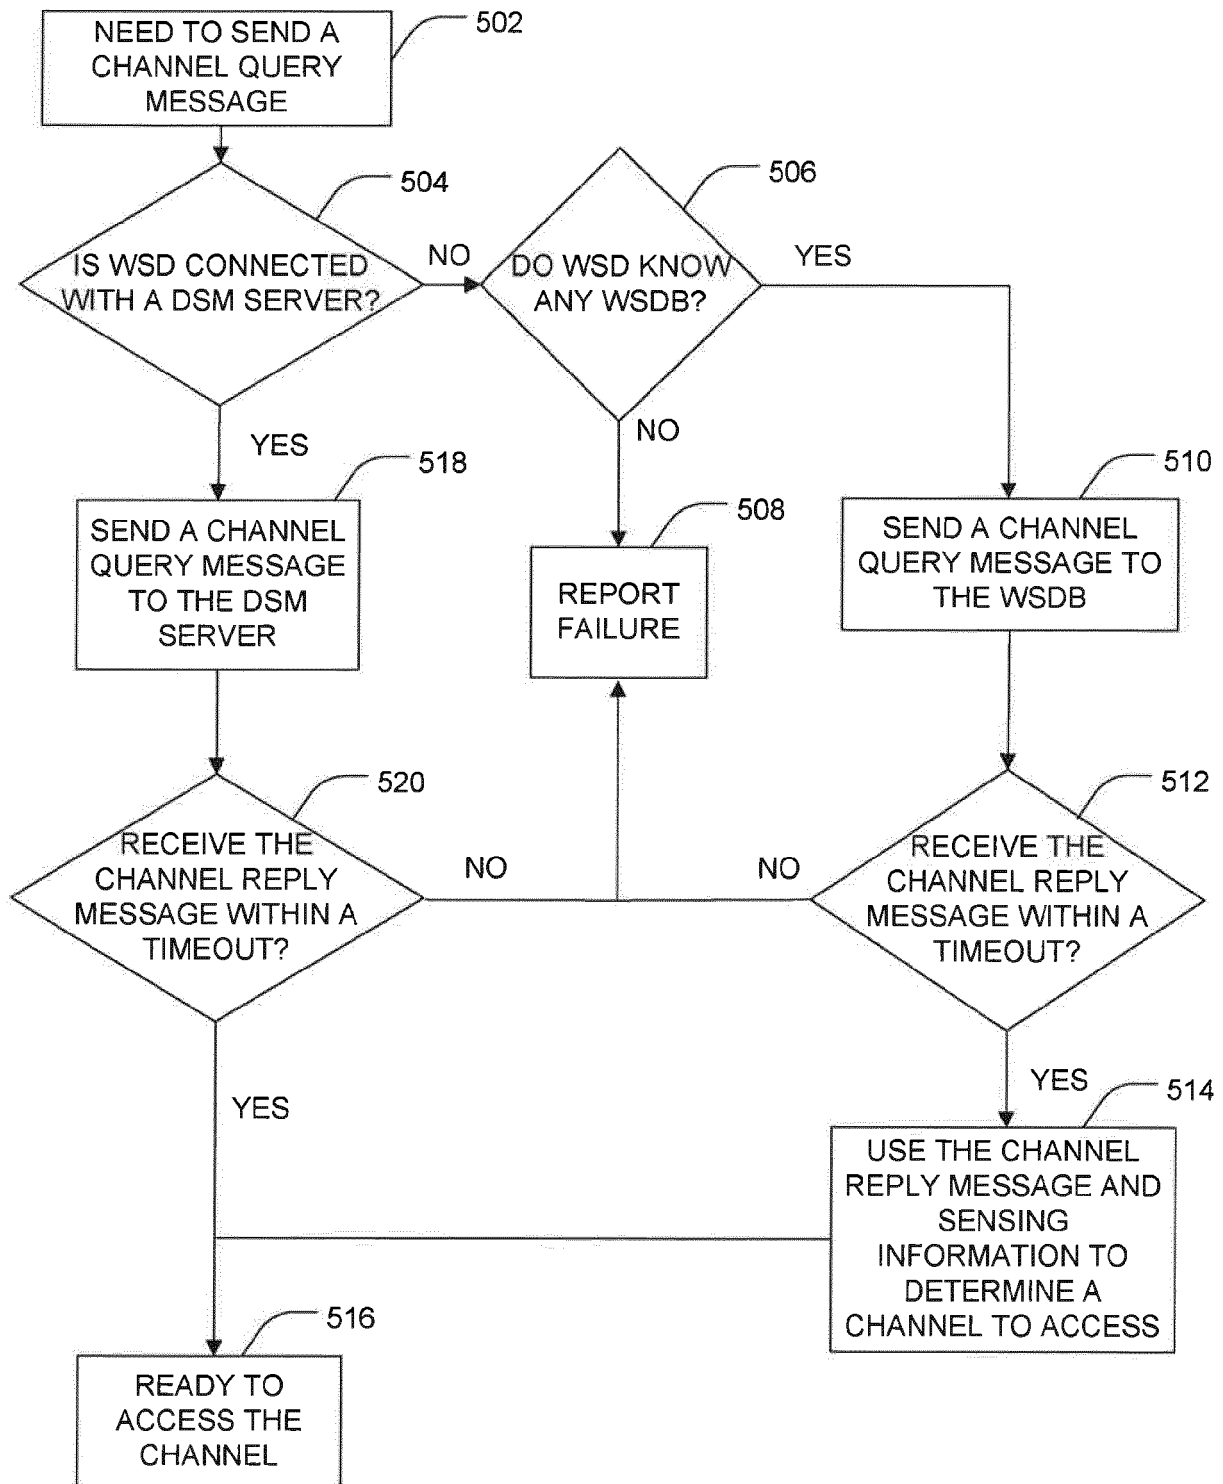 NEED TO SEND A
CHANNEL QUERY
MESSAGE
502
504
IS WSD CONNECTED
WITH A DSM SERVER?
NO
506
DO WSD KNOW
ANY WSDB?
YES
NO
YES
518
SEND A CHANNEL
QUERY MESSAGE
TO THE DSM
SERVER
508
REPORT
FAILURE
510
SEND A CHANNEL
QUERY MESSAGE TO
THE WSDB
520
RECEIVE THE
CHANNEL REPLY
MESSAGE WITHIN A
TIMEOUT?
NO
NO
512
RECEIVE THE
CHANNEL REPLY
MESSAGE WITHIN A
TIMEOUT?
YES
YES
514
USE THE CHANNEL
REPLY MESSAGE AND
SENSING
INFORMATION TO
DETERMINE A
CHANNEL TO ACCESS
516
READY TO
ACCESS THE
CHANNEL